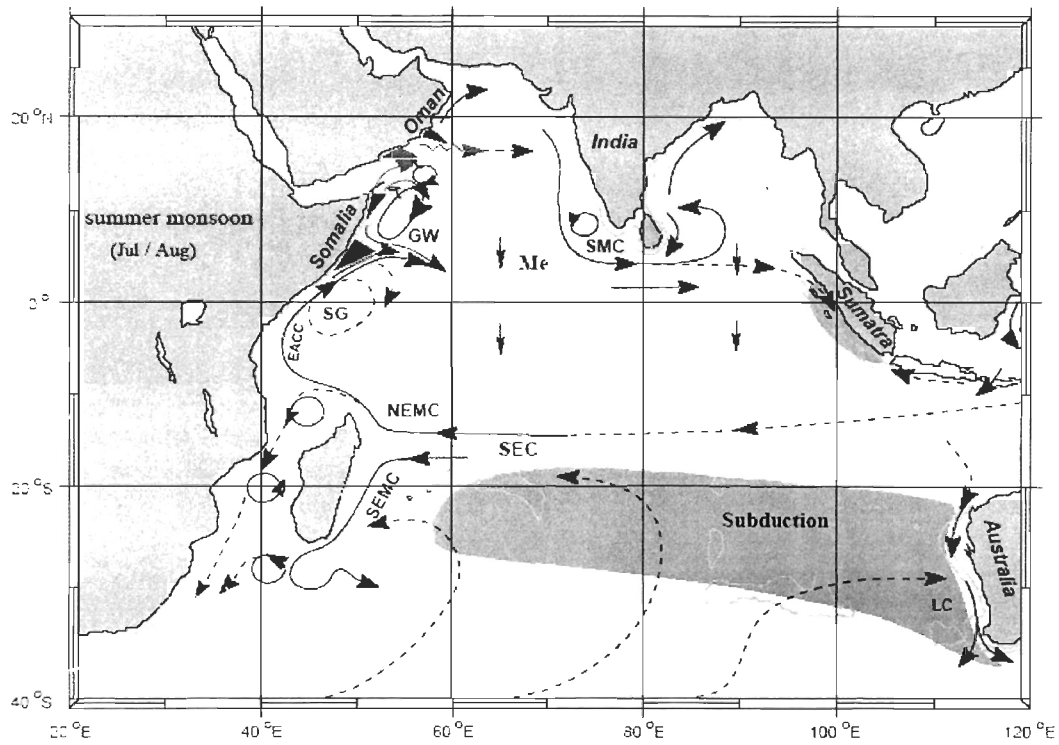 Oman
20 °N
India
summer monsoon
(Jul / Aug)
Somalia
GW
SMC
Me
0 °
SG
Sumatra
EACC
NEMC
SEC
20 °S
SEMC
Subduction
Australia
LC
40 °S
20 °E
40 °E
60 °E
80 °E
100 °E
120 °E